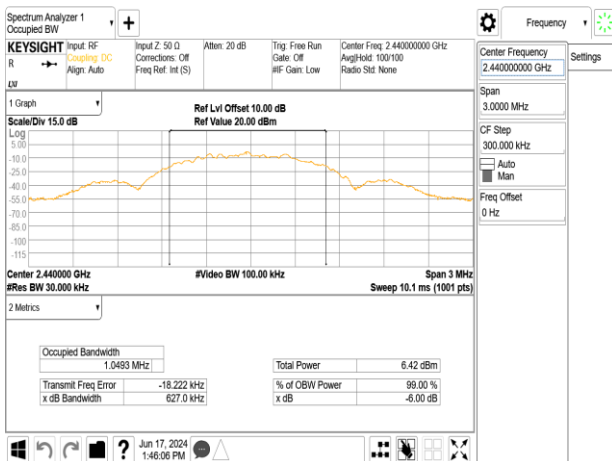 Spectrum Analyzer 1
Occupied BW
Frequency
KEYSIGHT
R
LXI
Input: RF
Coupling: DC
Align: Auto
Input Z: 50 Ω
Corrections: Off
Freq Ref: Int (S)
Atten: 20 dB
Trig: Free Run
Gate: Off
#IF Gain: Low
Center Freq: 2.440000000 GHz
Avg|Hold: 100/100
Radio Std: None
Center Frequency
2.440000000 GHz
Settings
Span
3.0000 MHz
CF Step
300.000 kHz
Auto
Man
Freq Offset
0 Hz
1 Graph
Scale/Div 15.0 dB
Ref Lvl Offset 10.00 dB
Ref Value 20.00 dBm
Log
5.00
-10.0
-25.0
-40.0
-55.0
-70.0
-85.0
-100
-115
Center 2.440000 GHz
#Res BW 30.000 kHz
#Video BW 100.00 kHz
Span 3 MHz
Sweep 10.1 ms (1001 pts)
2 Metrics
Occupied Bandwidth
1.0493 MHz
Total Power 6.42 dBm
Transmit Freq Error -18.222 kHz
% of OBW Power 99.00 %
x dB Bandwidth 627.0 kHz
x dB -6.00 dB
?
Jun 17, 2024
1:46:06 PM